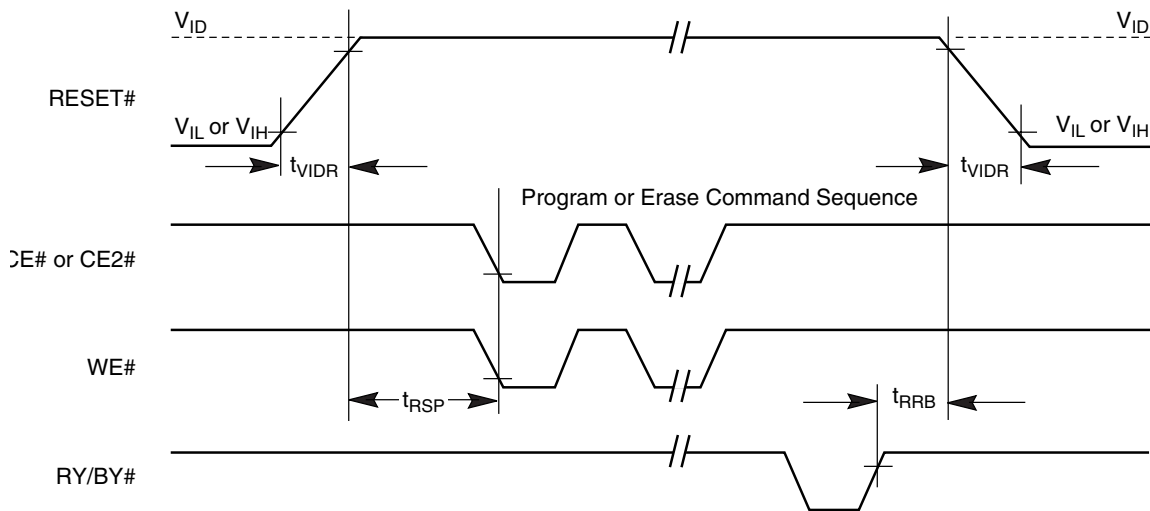 VID
VID
RESET#
VIL or VIH
VIL or VIH
tVIDR
tVIDR
Program or Erase Command Sequence
CE# or CE2#
WE#
tRSP
tRRB
RY/BY#